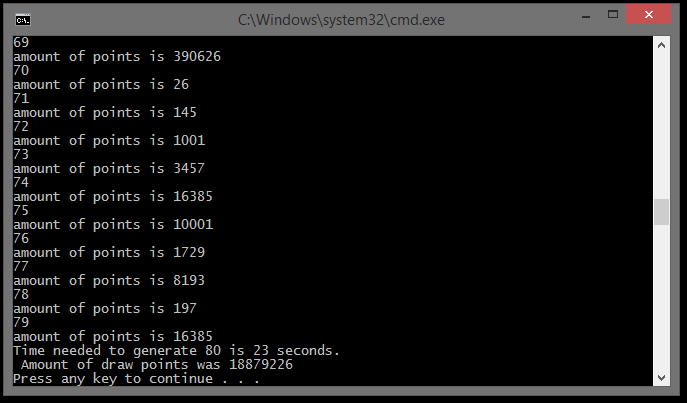 C:\Windows\system32\cmd.exe
69
amount of points is 390626
70
amount of points is 26
71
amount of points is 145
72
amount of points is 1001
73
amount of points is 3457
74
amount of points is 16385
75
amount of points is 10001
76
amount of points is 1729
77
amount of points is 8193
78
amount of points is 197
79
amount of points is 16385
Time needed to generate 80 is 23 seconds.
 Amount of draw points was 18879226
Press any key to continue . . .